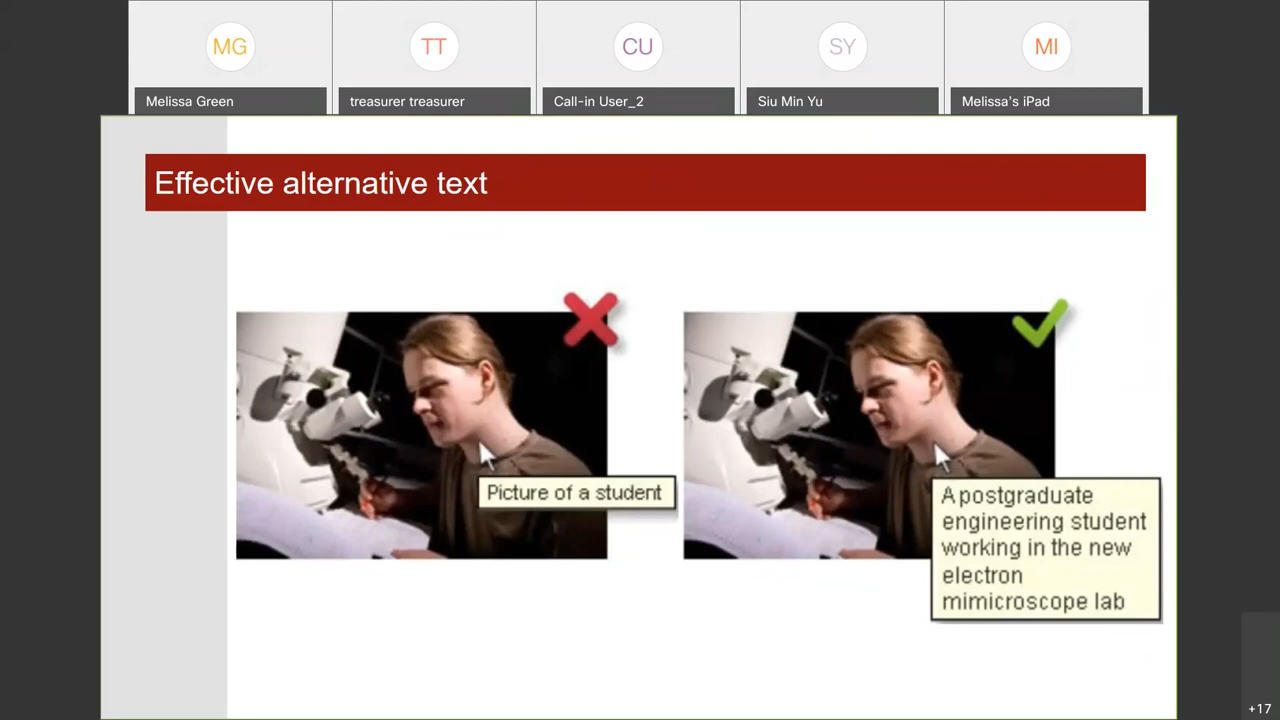 MG
TT
CU
SY
MI
Melissa Green
treasurer treasurer
Call-in User_2
Siu Min Yu
Melissa's iPad
Effective alternative text
Picture of a student
A postgraduate
engineering student
working in the new
electron
mimicroscope lab
+17